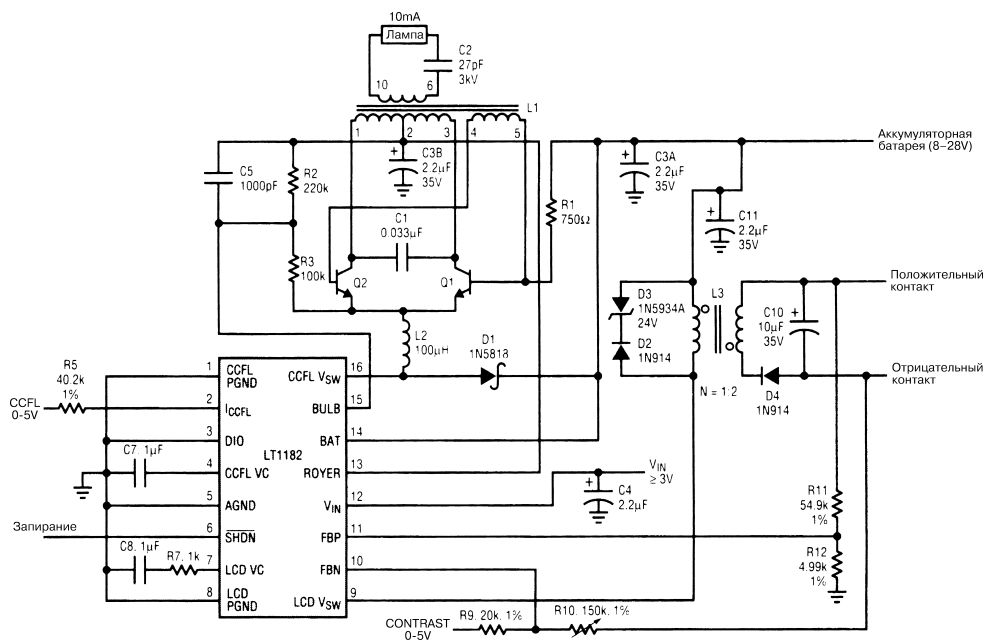 10mA
Лампа
C2
27pF
3kV
10
6
L1
1
2
3
4
5
Аккумуляторная
батарея (8–28V)
C5
1000pF
R2
220k
C3B
2.2μF
35V
C3A
2.2μF
35V
R1
750Ω
C11
2.2μF
35V
C1
0.033μF
R3
100k
Q2
Q1
Положительный
контакт
D3
1N5934A
24V
L3
C10
10μF
35V
D2
1N914
L2
100μH
D1
1N5818
N = 1:2
D4
1N914
Отрицательный
контакт
R5
40.2k
1%
CCFL
0-5V
1
CCFL
PGND
CCFL VSW
16
2
ICCFL
BULB
15
3
DIO
BAT
14
LT1182
C7. 1μF
4
CCFL VC
ROYER
13
VIN
≥ 3V
5
AGND
VIN
12
C4
2.2μF
R11
54.9k
1%
Запирание
6
SHDN
FBP
11
C8. 1μF
R7. 1k
7
LCD VC
FBN
10
R12
4.99k
1%
8
LCD
PGND
LCD VSW
9
CONTRAST
0-5V
R9. 20k. 1%
R10. 150k. 1%